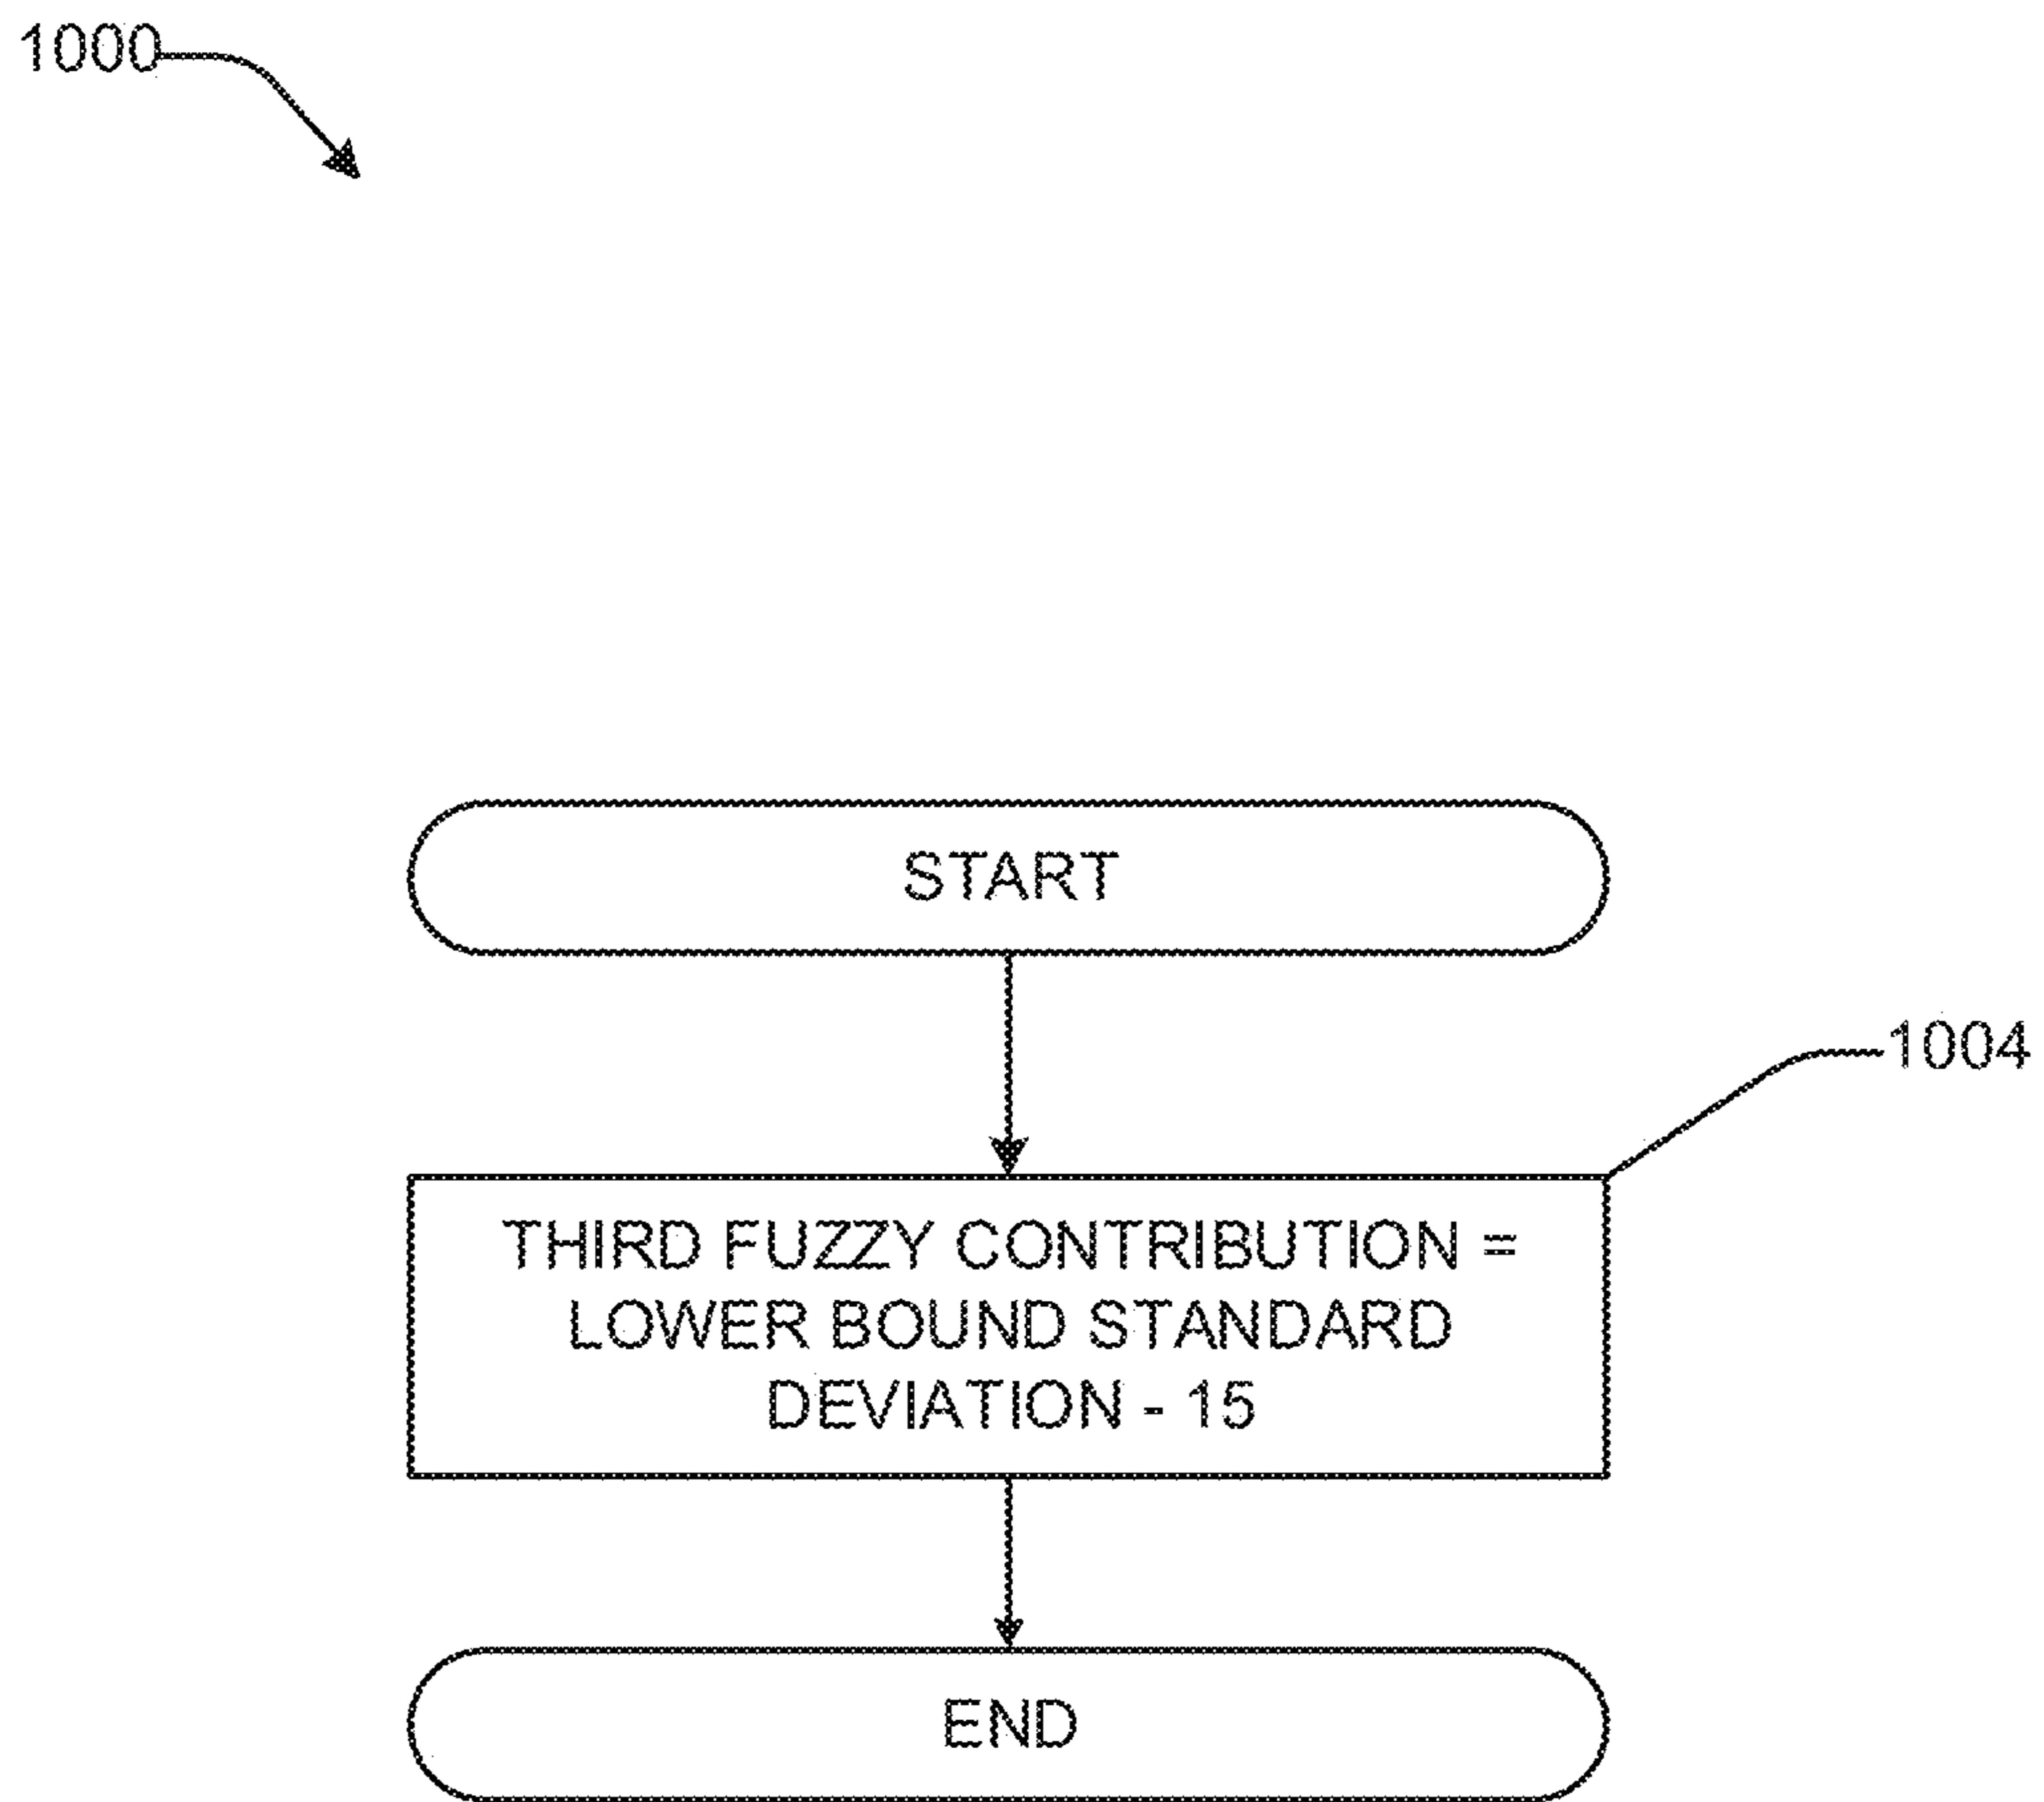 1000
START
1004
THIRD FUZZY CONTRIBUTION =
LOWER BOUND STANDARD
DEVIATION - 15
END